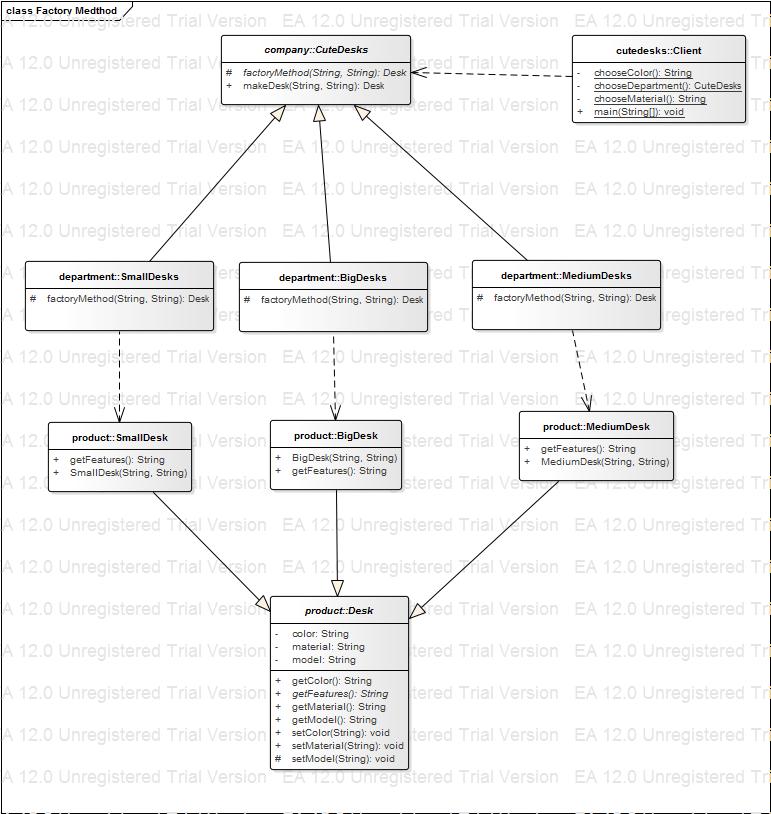 class Factory Medthod
EA 12.0 Unregistered Trial Version
company::CuteDesks
# factoryMethod(String, String): Desk
+ makeDesk(String, String): Desk
cutedesks::Client
- chooseColor(): String
- chooseDepartment(): CuteDesks
- chooseMaterial(): String
+ main(String[]): void
department::SmallDesks
# factoryMethod(String, String): Desk
department::BigDesks
# factoryMethod(String, String): Desk
department::MediumDesks
# factoryMethod(String, String): Desk
product::SmallDesk
+ getFeatures(): String
+ SmallDesk(String, String)
product::BigDesk
+ BigDesk(String, String)
+ getFeatures(): String
product::MediumDesk
+ getFeatures(): String
+ MediumDesk(String, String)
product::Desk
- color: String
- material: String
- model: String
+ getColor(): String
+ getFeatures(): String
+ getMaterial(): String
+ getModel(): String
+ setColor(String): void
+ setMaterial(String): void
# setModel(String): void